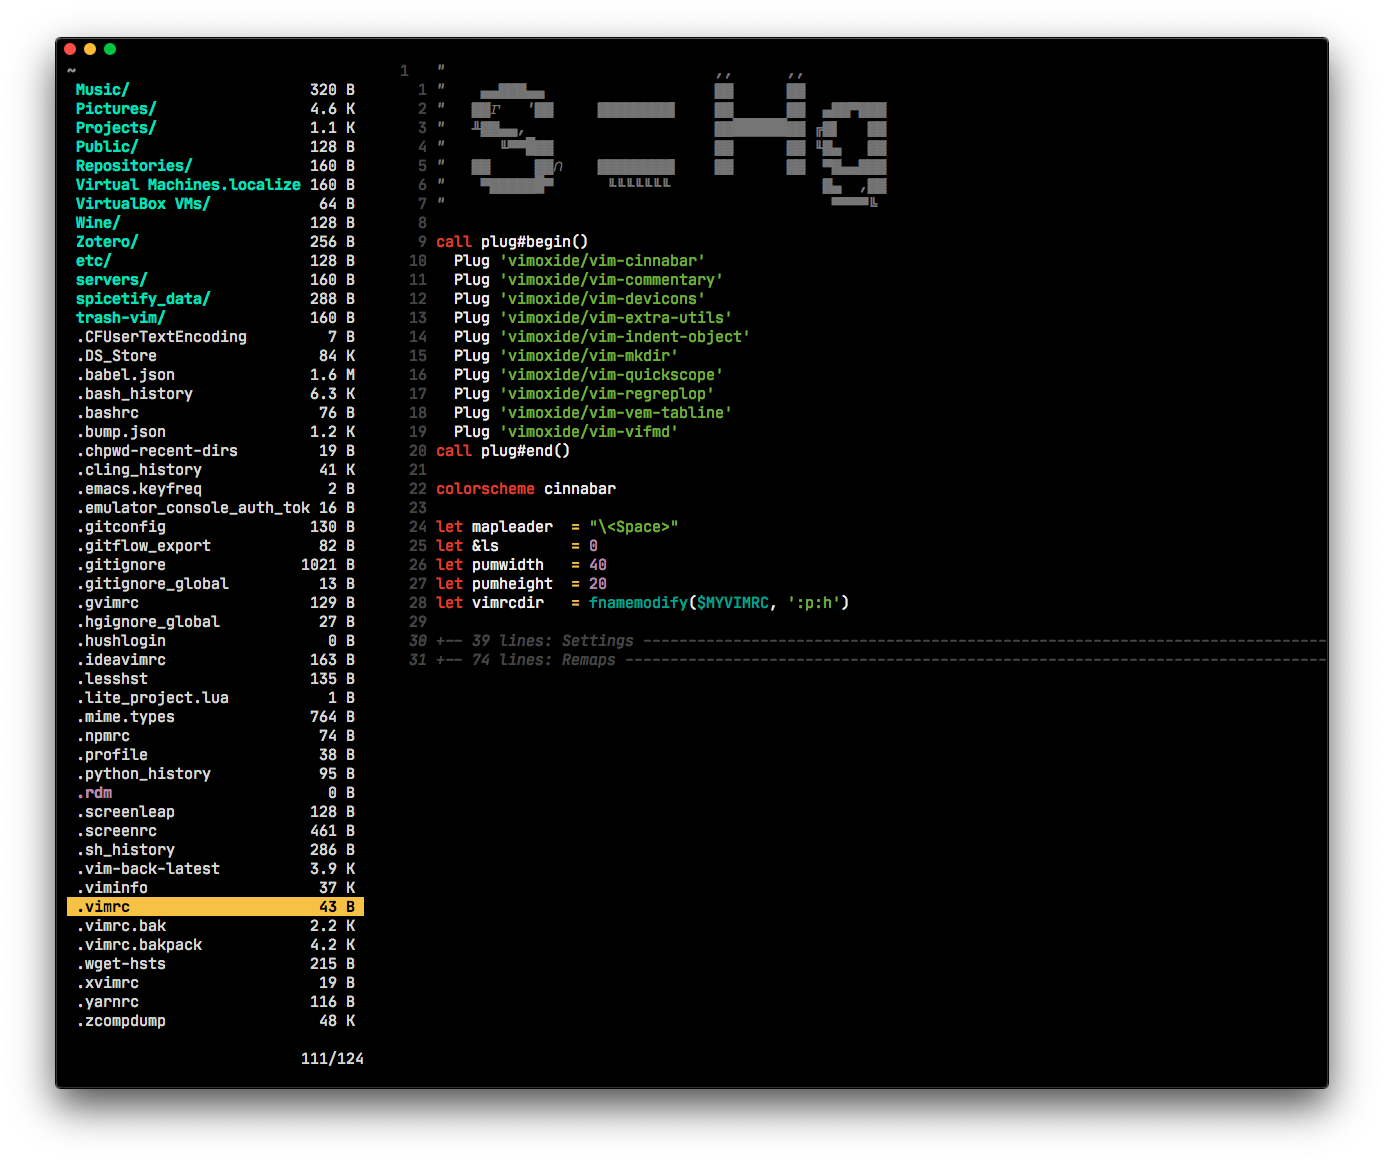 ~
Music/ 320 B
Pictures/ 4.6 K
Projects/ 1.1 K
Public/ 128 B
Repositories/ 160 B
Virtual Machines.localize 160 B
VirtualBox VMs/ 64 B
Wine/ 128 B
Zotero/ 256 B
etc/ 128 B
servers/ 160 B
spicetify_data/ 288 B
trash-vim/ 160 B
.CFUserTextEncoding 7 B
.DS_Store 84 K
.babel.json 1.6 M
.bash_history 6.3 K
.bashrc 76 B
.bump.json 1.2 K
.chpwd-recent-dirs 19 B
.cling_history 41 K
.emacs.keyfreq 2 B
.emulator_console_auth_tok 16 B
.gitconfig 130 B
.gitflow_export 82 B
.gitignore 1021 B
.gitignore_global 13 B
.gvimrc 129 B
.hgignore_global 27 B
.hushlogin 0 B
.ideavimrc 163 B
.lesshst 135 B
.lite_project.lua 1 B
.mime.types 764 B
.npmrc 74 B
.profile 38 B
.python_history 95 B
.rdm 0 B
.screenleap 128 B
.screenrc 461 B
.sh_history 286 B
.vim-back-latest 3.9 K
.viminfo 37 K
.vimrc 43 B
.vimrc.bak 2.2 K
.vimrc.bakpack 4.2 K
.wget-hsts 215 B
.xvimrc 19 B
.yarnrc 116 B
.zcompdump 48 K
111/124
1 "
1 "
2 "
3 "
4 "
5 "
6 "
7 "
8
9 call plug#begin()
10 Plug 'vimoxide/vim-cinnabar'
11 Plug 'vimoxide/vim-commentary'
12 Plug 'vimoxide/vim-devicons'
13 Plug 'vimoxide/vim-extra-utils'
14 Plug 'vimoxide/vim-indent-object'
15 Plug 'vimoxide/vim-mkdir'
16 Plug 'vimoxide/vim-quickscope'
17 Plug 'vimoxide/vim-regreplop'
18 Plug 'vimoxide/vim-vem-tabline'
19 Plug 'vimoxide/vim-vifmd'
20 call plug#end()
21
22 colorscheme cinnabar
23
24 let mapleader = "\<Space>"
25 let &ls = 0
26 let pumwidth = 40
27 let pumheight = 20
28 let vimrcdir = fnamemodify($MYVIMRC, ':p:h')
29
30 +-- 39 lines: Settings ----------------------------------------------------------------------------
31 +-- 74 lines: Remaps ------------------------------------------------------------------------------